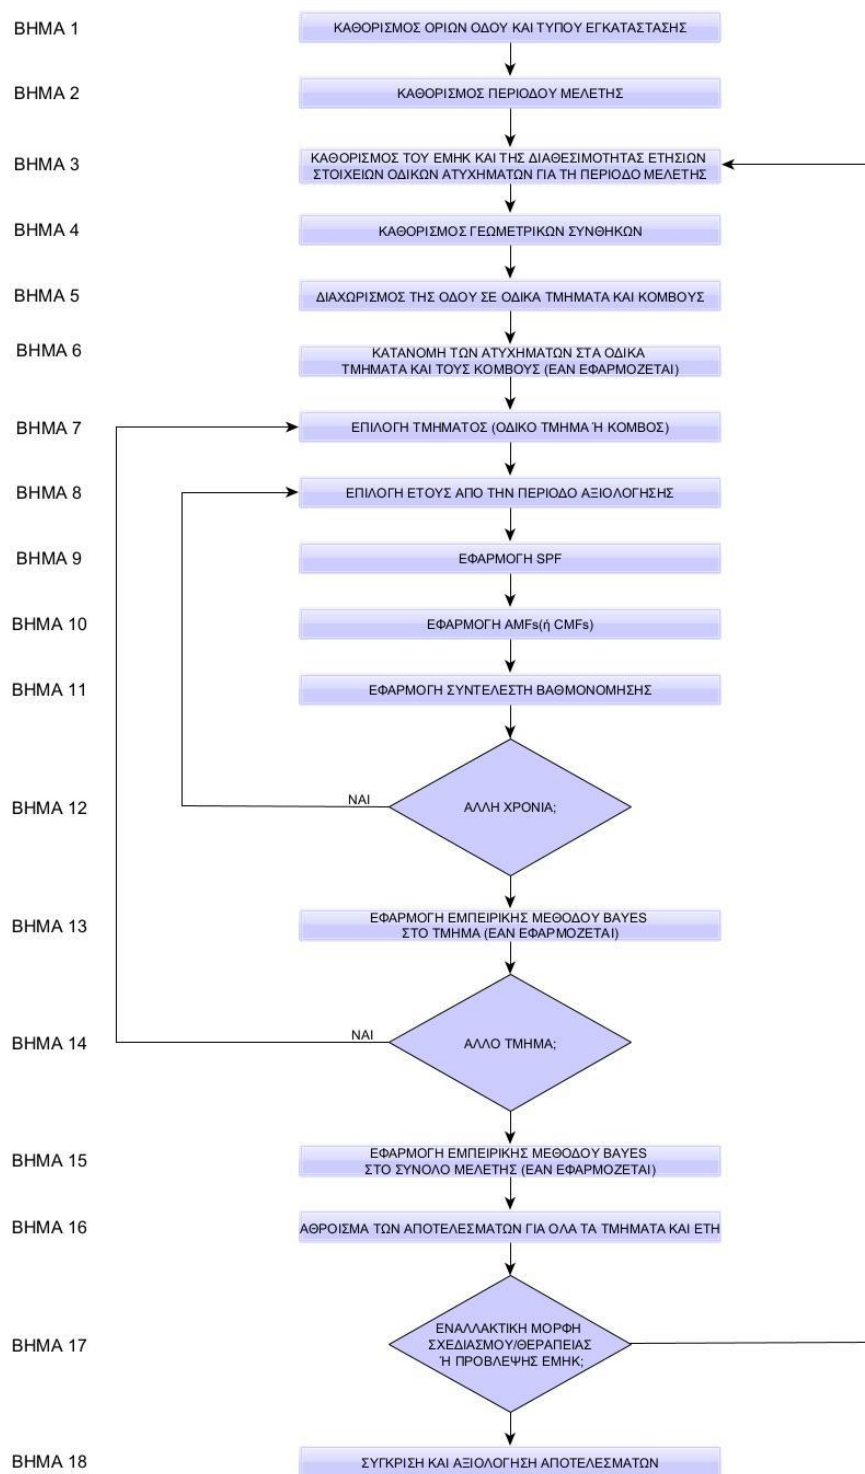 ΒΗΜΑ 1
ΚΑΘΟΡΙΣΜΟΣ ΟΡΙΩΝ ΟΔΟΥ ΚΑΙ ΤΥΠΟΥ ΕΓΚΑΤΑΣΤΑΣΗΣ
ΒΗΜΑ 2
ΚΑΘΟΡΙΣΜΟΣ ΠΕΡΙΟΔΟΥ ΜΕΛΕΤΗΣ
ΒΗΜΑ 3
ΚΑΘΟΡΙΣΜΟΣ ΤΟΥ ΕΜΗΚ ΚΑΙ ΤΗΣ ΔΙΑΘΕΣΙΜΟΤΗΤΑΣ ΕΤΗΣΙΩΝ
ΣΤΟΙΧΕΙΩΝ ΟΔΙΚΩΝ ΑΤΥΧΗΜΑΤΩΝ ΓΙΑ ΤΗ ΠΕΡΙΟΔΟ ΜΕΛΕΤΗΣ
ΒΗΜΑ 4
ΚΑΘΟΡΙΣΜΟΣ ΓΕΩΜΕΤΡΙΚΩΝ ΣΥΝΘΗΚΩΝ
ΒΗΜΑ 5
ΔΙΑΧΩΡΙΣΜΟΣ ΤΗΣ ΟΔΟΥ ΣΕ ΟΔΙΚΑ ΤΜΗΜΑΤΑ ΚΑΙ ΚΟΜΒΟΥΣ
ΒΗΜΑ 6
ΚΑΤΑΝΟΜΗ ΤΩΝ ΑΤΥΧΗΜΑΤΩΝ ΣΤΑ ΟΔΙΚΑ
ΤΜΗΜΑΤΑ ΚΑΙ ΤΟΥΣ ΚΟΜΒΟΥΣ (ΕΑΝ ΕΦΑΡΜΟΖΕΤΑΙ)
ΒΗΜΑ 7
ΕΠΙΛΟΓΗ ΤΜΗΜΑΤΟΣ (ΟΔΙΚΟ ΤΜΗΜΑ Ή ΚΟΜΒΟΣ)
ΒΗΜΑ 8
ΕΠΙΛΟΓΗ ΕΤΟΥΣ ΑΠΟ ΤΗΝ ΠΕΡΙΟΔΟ ΑΞΙΟΛΟΓΗΣΗΣ
ΒΗΜΑ 9
ΕΦΑΡΜΟΓΗ SPF
ΒΗΜΑ 10
ΕΦΑΡΜΟΓΗ AMFs(ή CMFs)
ΒΗΜΑ 11
ΕΦΑΡΜΟΓΗ ΣΥΝΤΕΛΕΣΤΗ ΒΑΘΜΟΝΟΜΗΣΗΣ
ΝΑΙ
ΒΗΜΑ 12
ΑΛΛΗ ΧΡΟΝΙΑ;
ΒΗΜΑ 13
ΕΦΑΡΜΟΓΗ ΕΜΠΕΙΡΙΚΗΣ ΜΕΘΟΔΟΥ BAYES
ΣΤΟ ΤΜΗΜΑ (ΕΑΝ ΕΦΑΡΜΟΖΕΤΑΙ)
ΝΑΙ
ΒΗΜΑ 14
ΑΛΛΟ ΤΜΗΜΑ;
ΒΗΜΑ 15
ΕΦΑΡΜΟΓΗ ΕΜΠΕΙΡΙΚΗΣ ΜΕΘΟΔΟΥ BAYES
ΣΤΟ ΣΥΝΟΛΟ ΜΕΛΕΤΗΣ (ΕΑΝ ΕΦΑΡΜΟΖΕΤΑΙ)
ΒΗΜΑ 16
ΑΘΡΟΙΣΜΑ ΤΩΝ ΑΠΟΤΕΛΕΣΜΑΤΩΝ ΓΙΑ ΟΛΑ ΤΑ ΤΜΗΜΑΤΑ ΚΑΙ ΕΤΗ
ΒΗΜΑ 17
ΕΝΑΛΛΑΚΤΙΚΗ ΜΟΡΦΗ
ΣΧΕΔΙΑΣΜΟΥ/ΘΕΡΑΠΕΙΑΣ
Ή ΠΡΟΒΛΕΨΗΣ ΕΜΗΚ;
ΒΗΜΑ 18
ΣΥΓΚΡΙΣΗ ΚΑΙ ΑΞΙΟΛΟΓΗΣΗ ΑΠΟΤΕΛΕΣΜΑΤΩΝ